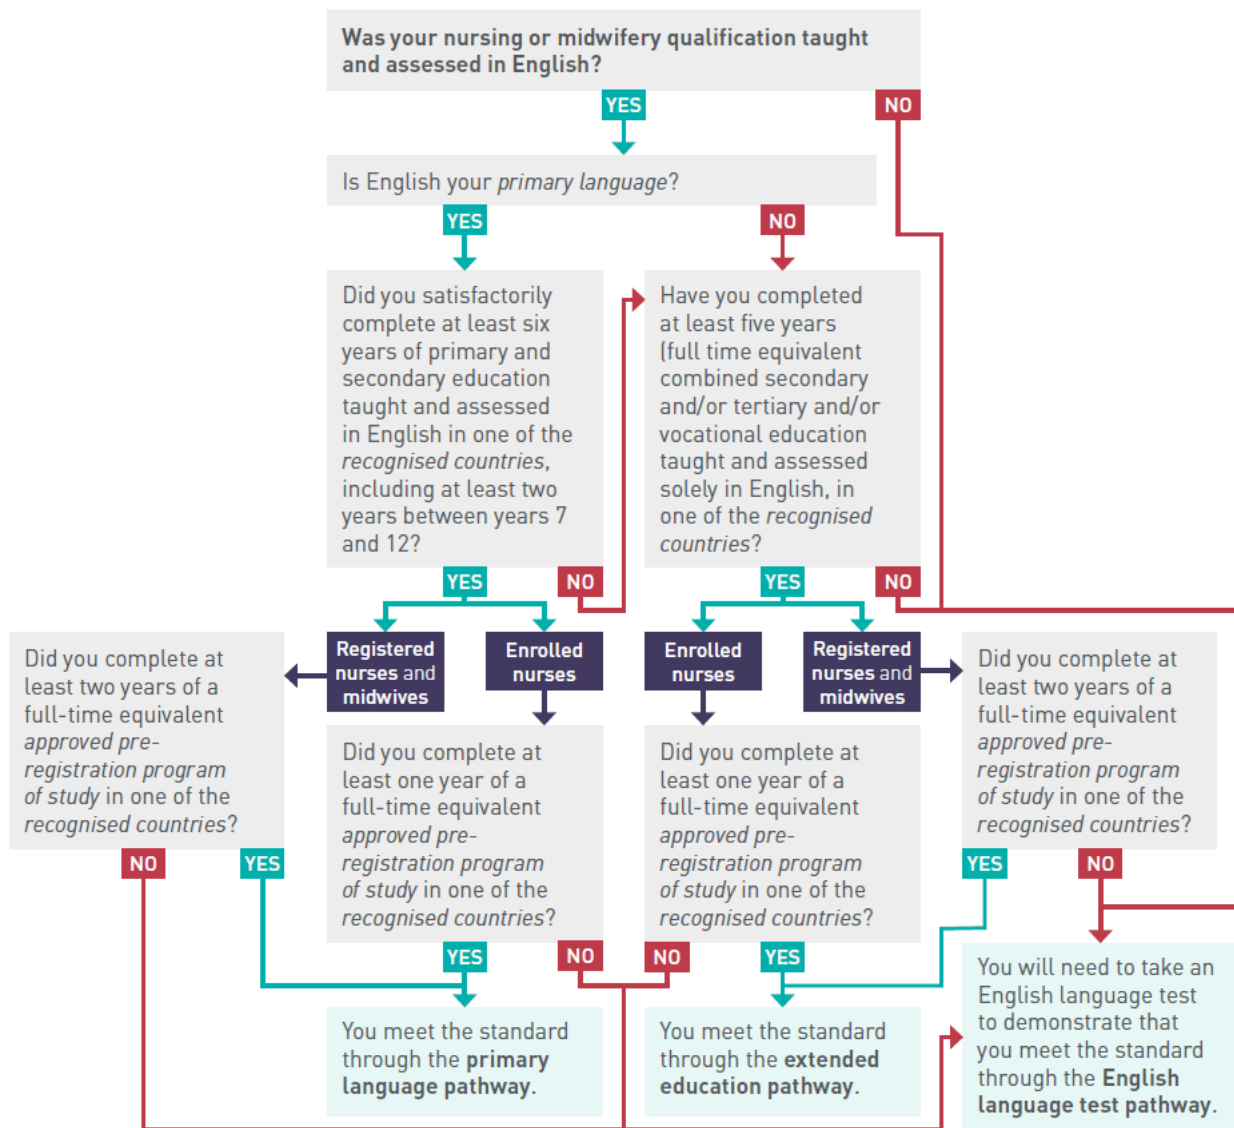 Was your nursing or midwifery qualification taught
and assessed in English?
YES
NO
Is English your primary language?
YES
NO
Did you satisfactorily
complete at least six
years of primary and
secondary education
taught and assessed
in English in one of the
recognised countries,
including at least two
years between years 7
and 12?
YES
NO
Have you completed
at least five years
(full time equivalent
combined secondary
and/or tertiary and/or
vocational education
taught and assessed
solely in English, in
one of the recognised
countries?
YES
NO
Registered
nurses and
midwives
Enrolled
nurses
Enrolled
nurses
Registered
nurses and
midwives
Did you complete at
least two years of a
full-time equivalent
approved pre-
registration program
of study in one of the
recognised countries?
NO
YES
Did you complete at
least one year of a
full-time equivalent
approved pre-
registration program
of study in one of the
recognised countries?
YES
NO
Did you complete at
least one year of a
full-time equivalent
approved pre-
registration program
of study in one of the
recognised countries?
NO
YES
Did you complete at
least two years of a
full-time equivalent
approved pre-
registration program
of study in one of the
recognised countries?
YES
NO
You meet the standard
through the primary
language pathway.
You meet the standard
through the extended
education pathway.
You will need to take an
English language test
to demonstrate that
you meet the standard
through the English
language test pathway.